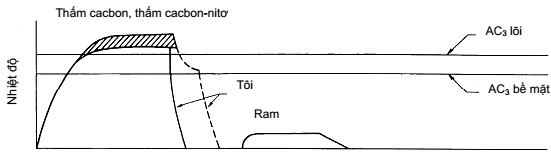 Thấm cacbon, thấm cacbon-nitơ
AC₃ lõi
AC₃ bề mặt
Tôi
Ram
Nhiệt độ